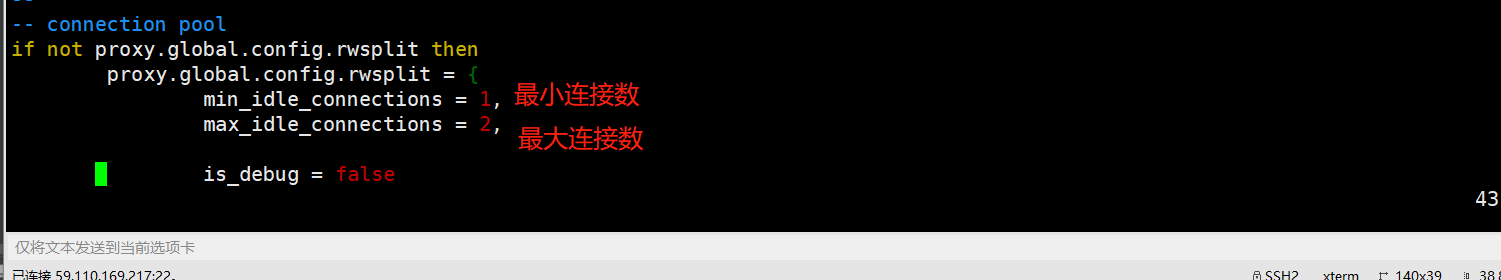 -- connection pool
if not proxy.global.config.rwsplit then
proxy.global.config.rwsplit = {
min_idle_connections = 1, 最小连接数
max_idle_connections = 2, 最大连接数
is_debug = false
43
仅将文本发送到当前选项卡
已连接 59.110.169.217:22。 SSH2 xterm 140x39 38